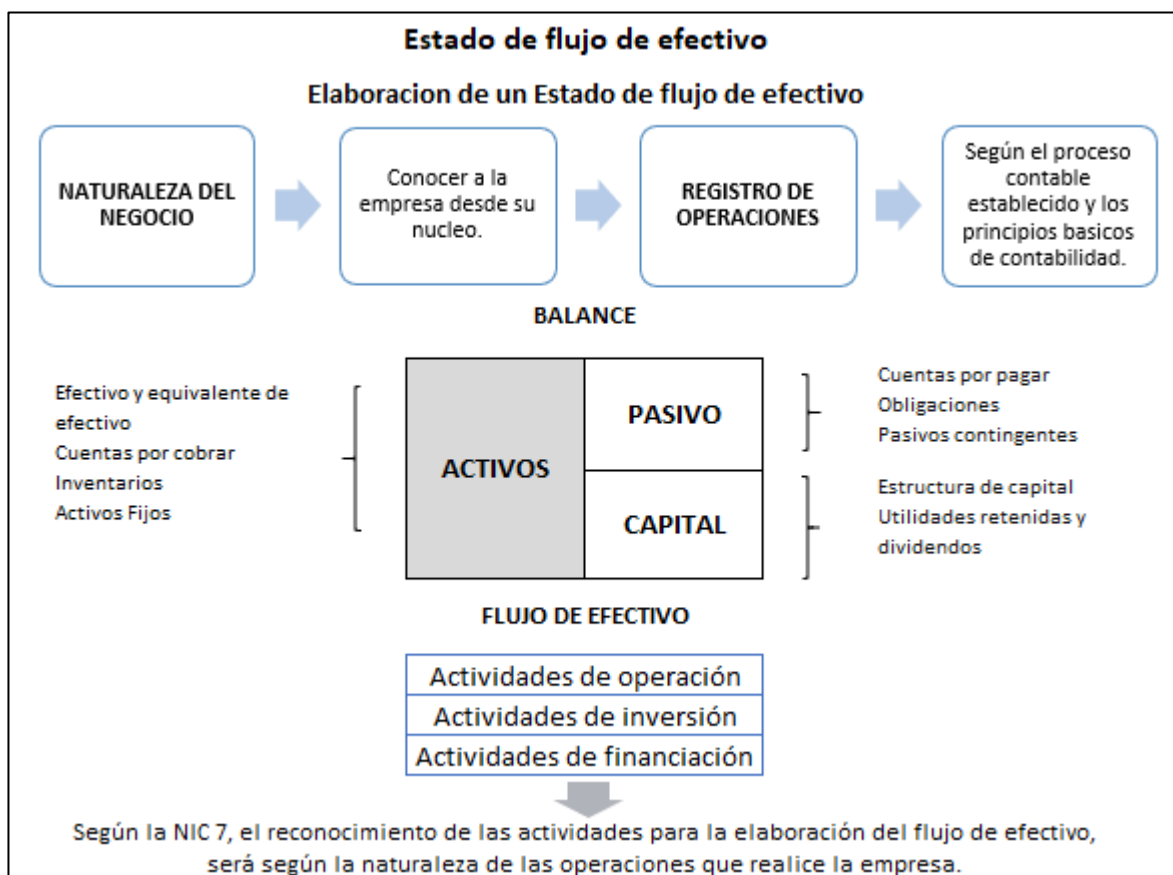 Estado de flujo de efectivo
Elaboracion de un Estado de flujo de efectivo
NATURALEZA DEL
NEGOCIO
Conocer a la
empresa desde su
nucleo.
REGISTRO DE
OPERACIONES
Según el proceso
contable
establecido y los
principios basicos
de contabilidad.
BALANCE
Efectivo y equivalente de
efectivo
Cuentas por cobrar
Inventarios
Activos Fijos
ACTIVOS
PASIVO
CAPITAL
Cuentas por pagar
Obligaciones
Pasivos contingentes
Estructura de capital
Utilidades retenidas y
dividendos
FLUJO DE EFECTIVO
Actividades de operación
Actividades de inversión
Actividades de financiación
Según la NIC 7, el reconocimiento de las actividades para la elaboración del flujo de efectivo,
será según la naturaleza de las operaciones que realice la empresa.